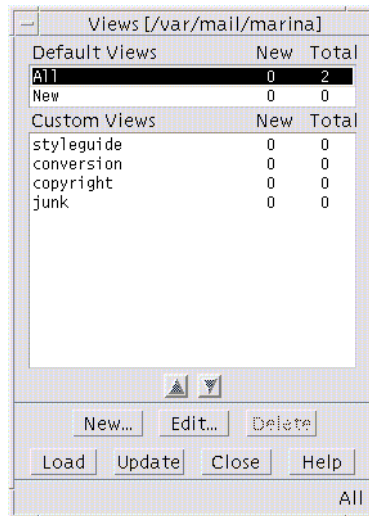 Views [/var/mail/marina]
Default Views New Total
All 0 2
New 0 0
Custom Views New Total
styleguide 0 0
conversion 0 0
copyright 0 0
junk 0 0
New... Edit... Delete
Load Update Close Help
All